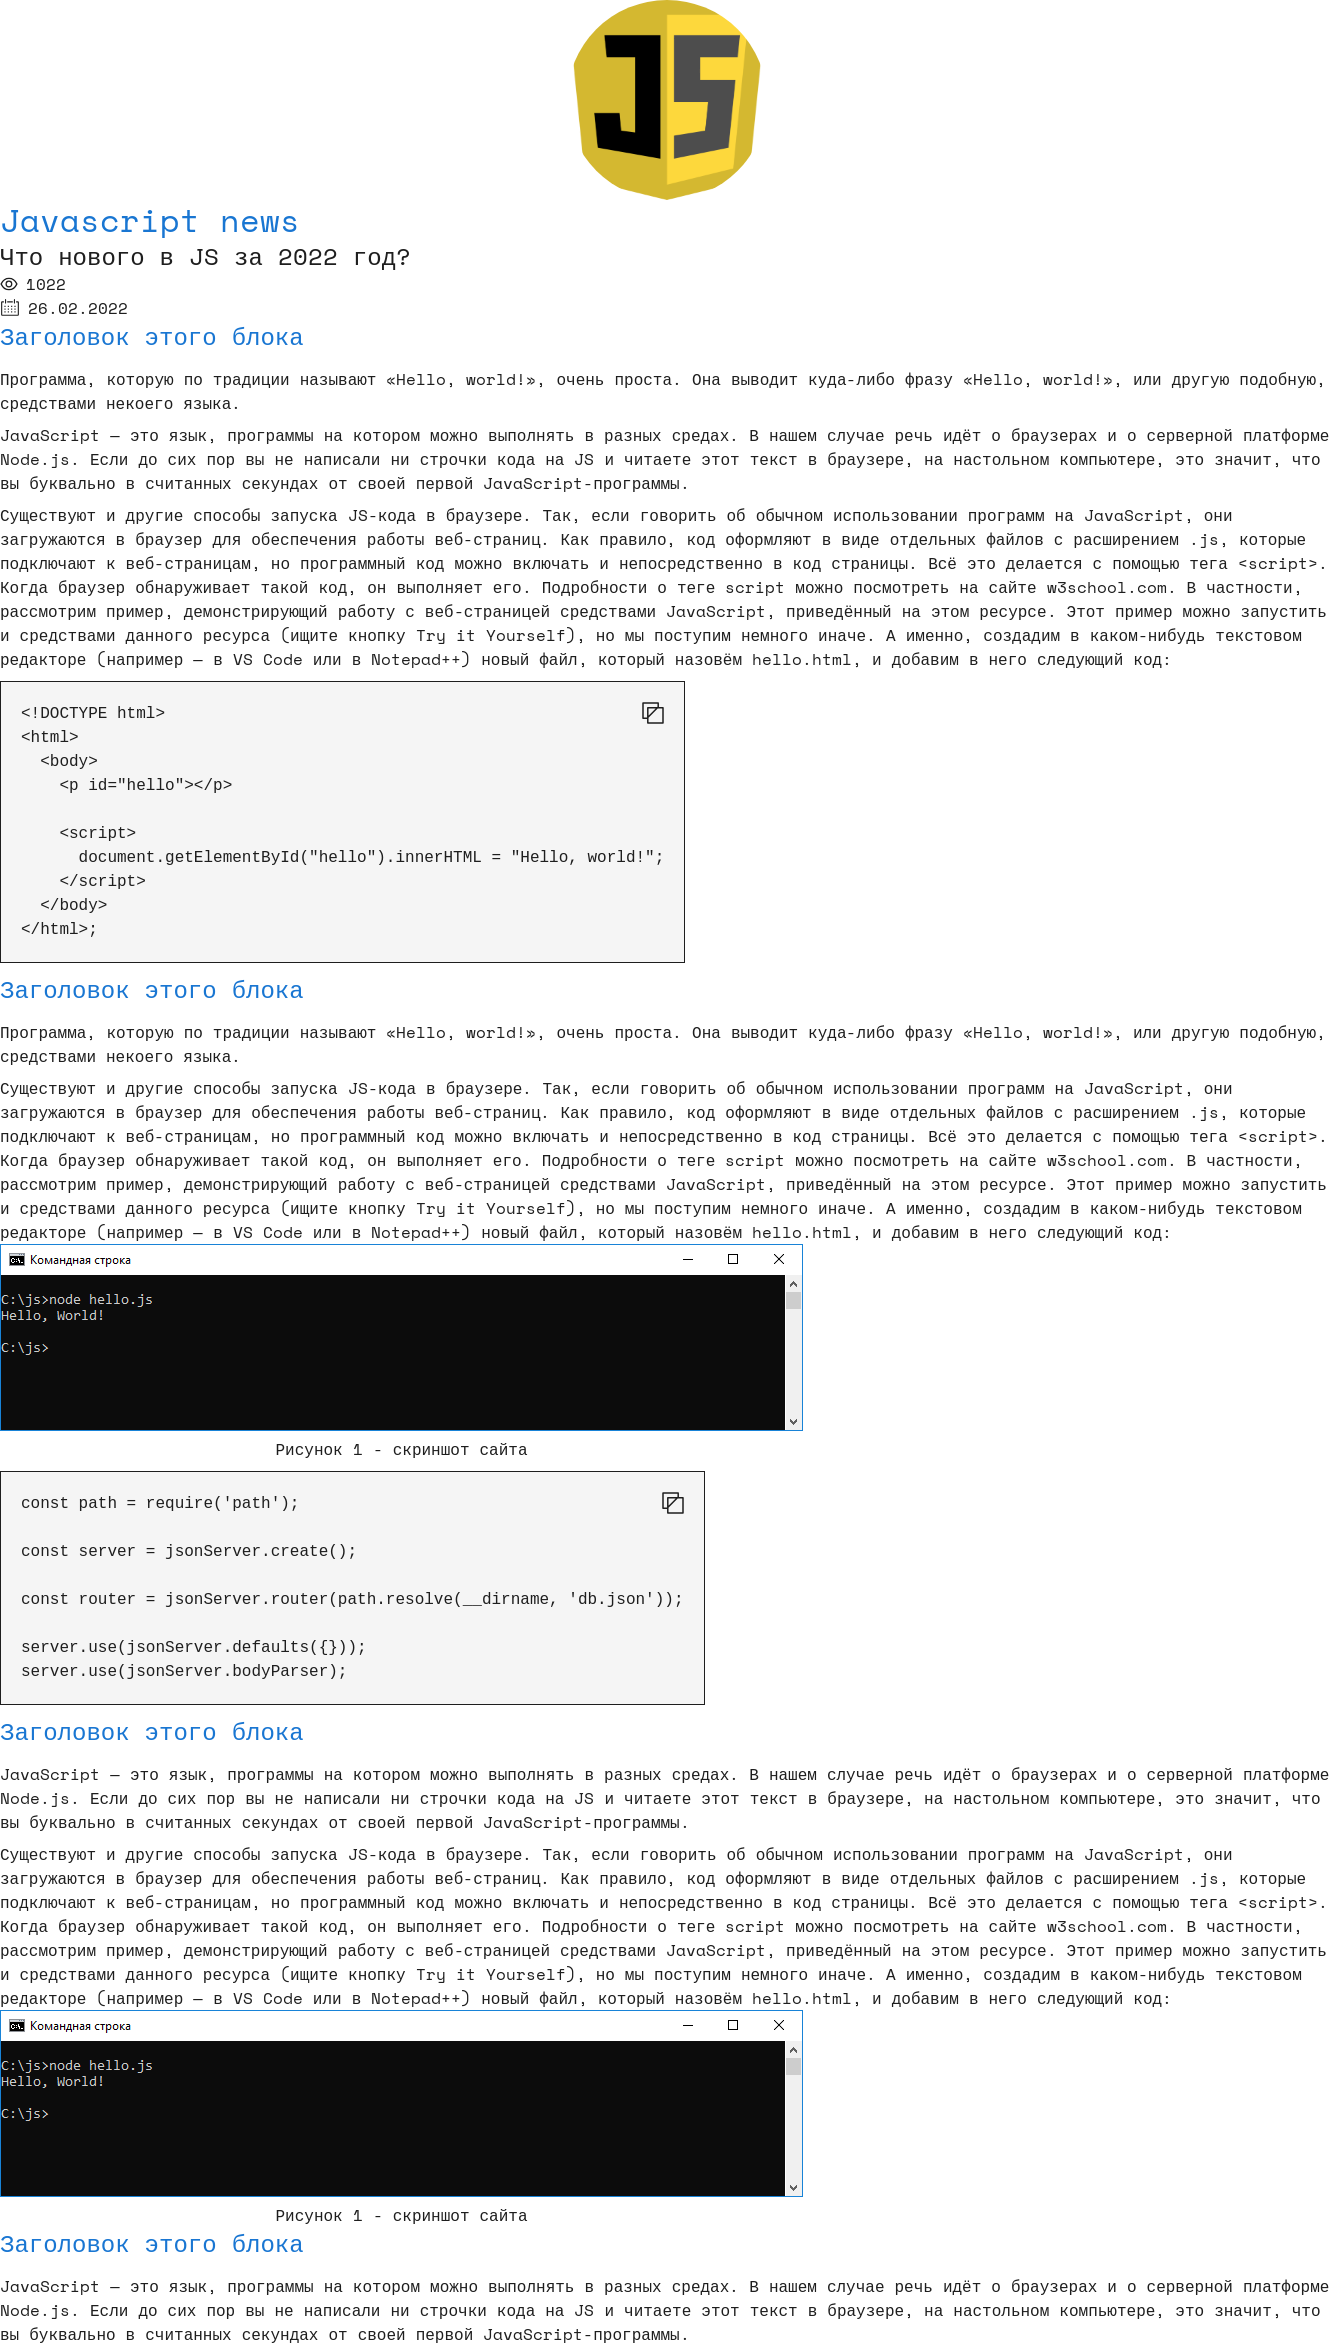 JS
Javascript news
Что нового в JS за 2022 год?
1022
26.02.2022
Заголовок этого блока
Программа, которую по традиции называют «Hello, world!», очень проста. Она выводит куда-либо фразу «Hello, world!», или другую подобную,
средствами некоего языка.
JavaScript — это язык, программы на котором можно выполнять в разных средах. В нашем случае речь идёт о браузерах и о серверной платформе
Node.js. Если до сих пор вы не написали ни строчки кода на JS и читаете этот текст в браузере, на настольном компьютере, это значит, что
вы буквально в считанных секундах от своей первой JavaScript-программы.
Существуют и другие способы запуска JS-кода в браузере. Так, если говорить об обычном использовании программ на JavaScript, они
загружаются в браузер для обеспечения работы веб-страниц. Как правило, код оформляют в виде отдельных файлов с расширением .js, которые
подключают к веб-страницам, но программный код можно включать и непосредственно в код страницы. Всё это делается с помощью тега <script>.
Когда браузер обнаруживает такой код, он выполняет его. Подробности о теге script можно посмотреть на сайте w3school.com. В частности,
рассмотрим пример, демонстрирующий работу с веб-страницей средствами JavaScript, приведённый на этом ресурсе. Этот пример можно запустить
и средствами данного ресурса (ищите кнопку Try it Yourself), но мы поступим немного иначе. А именно, создадим в каком-нибудь текстовом
редакторе (например — в VS Code или в Notepad++) новый файл, который назовём hello.html, и добавим в него следующий код:
<!DOCTYPE html>
<html>
  <body>
    <p id="hello"></p>
    <script>
      document.getElementById("hello").innerHTML = "Hello, world!";
    </script>
  </body>
</html>;
Заголовок этого блока
Программа, которую по традиции называют «Hello, world!», очень проста. Она выводит куда-либо фразу «Hello, world!», или другую подобную,
средствами некоего языка.
Существуют и другие способы запуска JS-кода в браузере. Так, если говорить об обычном использовании программ на JavaScript, они
загружаются в браузер для обеспечения работы веб-страниц. Как правило, код оформляют в виде отдельных файлов с расширением .js, которые
подключают к веб-страницам, но программный код можно включать и непосредственно в код страницы. Всё это делается с помощью тега <script>.
Когда браузер обнаруживает такой код, он выполняет его. Подробности о теге script можно посмотреть на сайте w3school.com. В частности,
рассмотрим пример, демонстрирующий работу с веб-страницей средствами JavaScript, приведённый на этом ресурсе. Этот пример можно запустить
и средствами данного ресурса (ищите кнопку Try it Yourself), но мы поступим немного иначе. А именно, создадим в каком-нибудь текстовом
редакторе (например — в VS Code или в Notepad++) новый файл, который назовём hello.html, и добавим в него следующий код:
Командная строка
C:\js>node hello.js
Hello, World!
C:\js>
Рисунок 1 - скриншот сайта
const path = require('path');
const server = jsonServer.create();
const router = jsonServer.router(path.resolve(__dirname, 'db.json'));
server.use(jsonServer.defaults({}));
server.use(jsonServer.bodyParser);
Заголовок этого блока
JavaScript — это язык, программы на котором можно выполнять в разных средах. В нашем случае речь идёт о браузерах и о серверной платформе
Node.js. Если до сих пор вы не написали ни строчки кода на JS и читаете этот текст в браузере, на настольном компьютере, это значит, что
вы буквально в считанных секундах от своей первой JavaScript-программы.
Существуют и другие способы запуска JS-кода в браузере. Так, если говорить об обычном использовании программ на JavaScript, они
загружаются в браузер для обеспечения работы веб-страниц. Как правило, код оформляют в виде отдельных файлов с расширением .js, которые
подключают к веб-страницам, но программный код можно включать и непосредственно в код страницы. Всё это делается с помощью тега <script>.
Когда браузер обнаруживает такой код, он выполняет его. Подробности о теге script можно посмотреть на сайте w3school.com. В частности,
рассмотрим пример, демонстрирующий работу с веб-страницей средствами JavaScript, приведённый на этом ресурсе. Этот пример можно запустить
и средствами данного ресурса (ищите кнопку Try it Yourself), но мы поступим немного иначе. А именно, создадим в каком-нибудь текстовом
редакторе (например — в VS Code или в Notepad++) новый файл, который назовём hello.html, и добавим в него следующий код:
Командная строка
C:\js>node hello.js
Hello, World!
C:\js>
Рисунок 1 - скриншот сайта
Заголовок этого блока
JavaScript — это язык, программы на котором можно выполнять в разных средах. В нашем случае речь идёт о браузерах и о серверной платформе
Node.js. Если до сих пор вы не написали ни строчки кода на JS и читаете этот текст в браузере, на настольном компьютере, это значит, что
вы буквально в считанных секундах от своей первой JavaScript-программы.